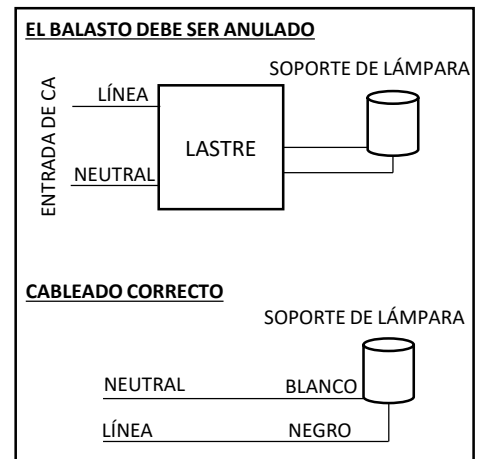 EL BALASTO DEBE SER ANULADO
SOPORTE DE LÁMPARA
ENTRADA DE CA
LÍNEA
LASTRE
NEUTRAL
CABLEADO CORRECTO
SOPORTE DE LÁMPARA
NEUTRAL BLANCO
LÍNEA NEGRO